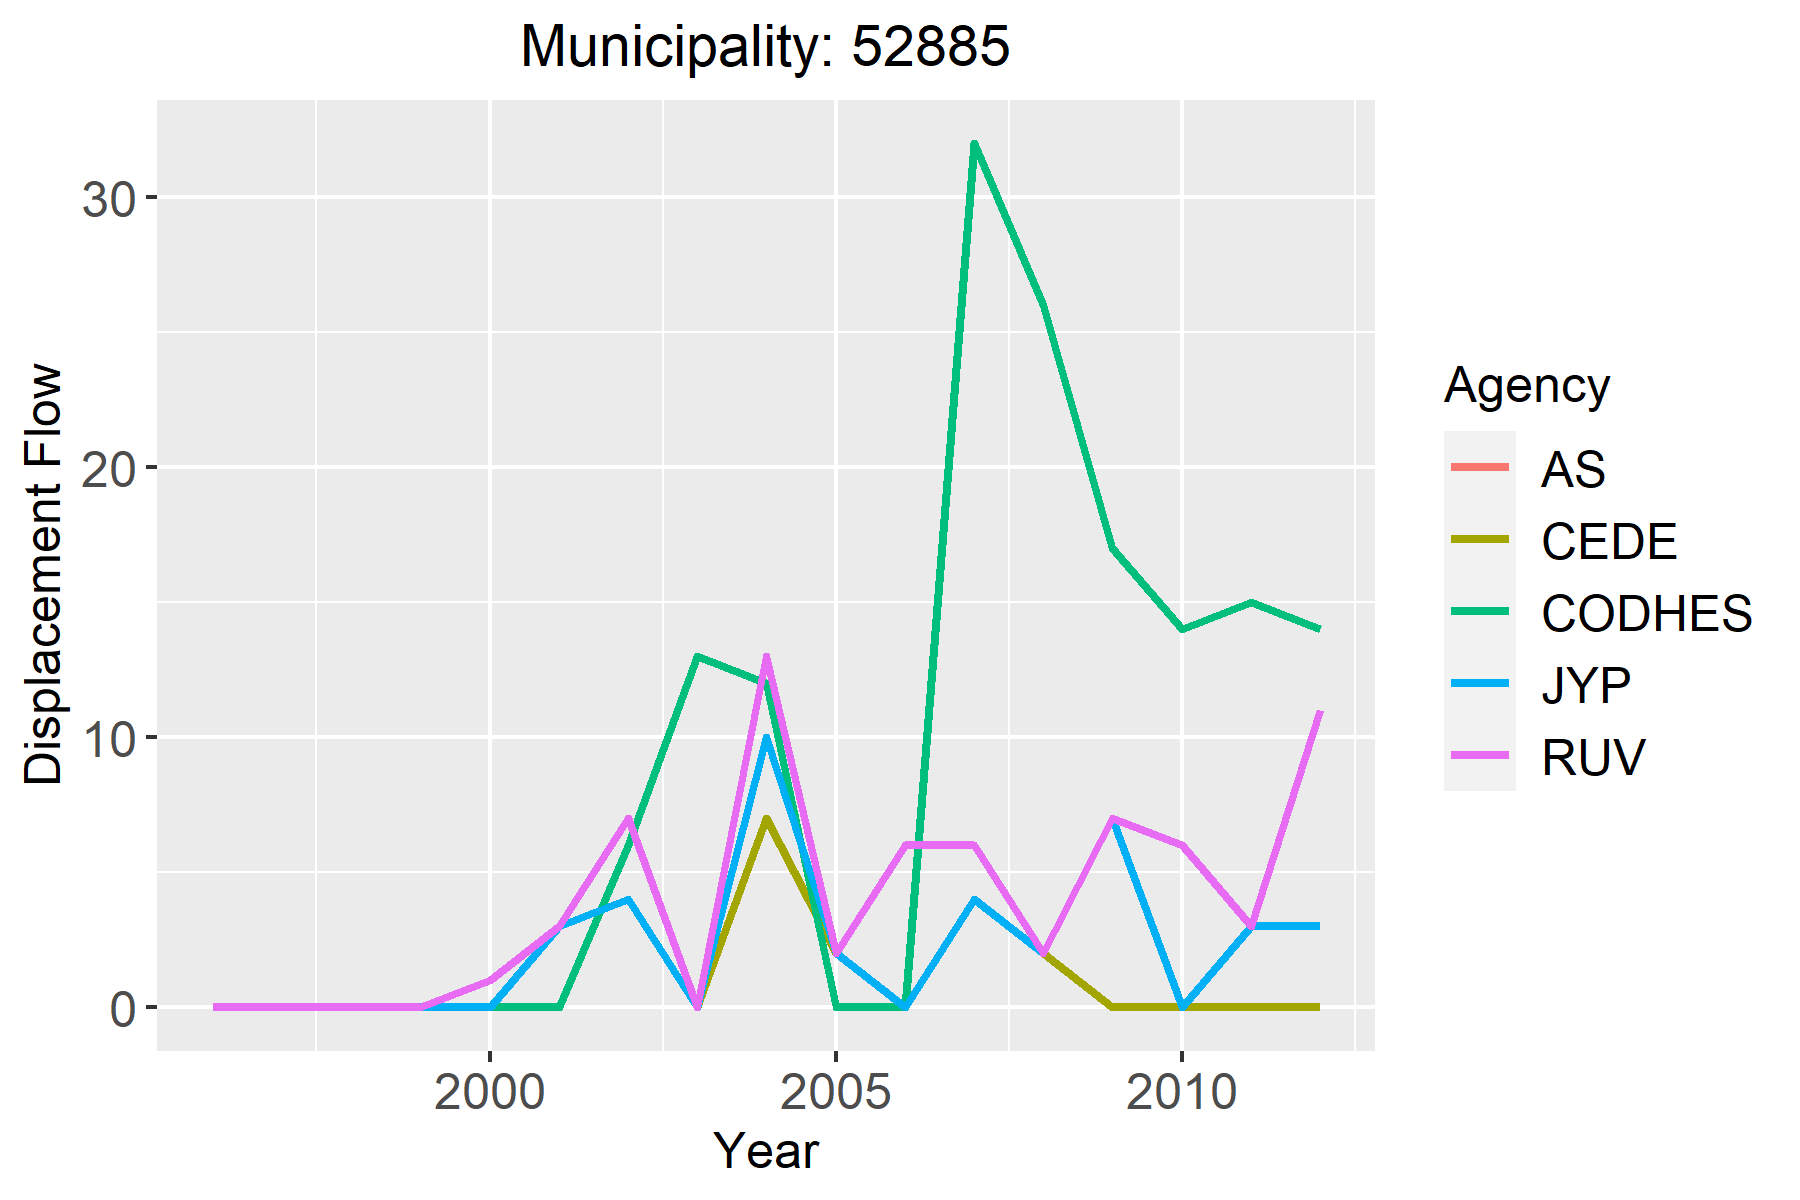 Municipality: 52885
Displacement Flow
30
20
10
0
2000 2005 2010
Year
Agency
AS
CEDE
CODHES
JYP
RUV